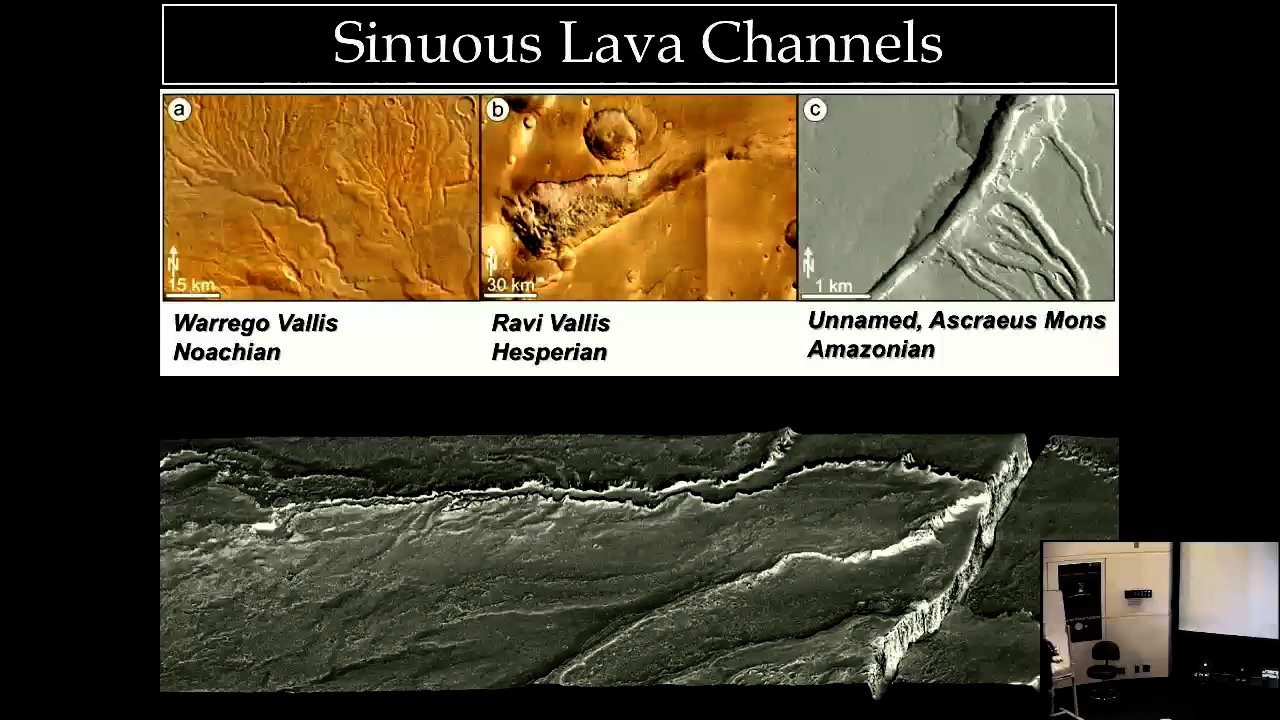 Sinuous Lava Channels
a
b
c
N
N
N
15 km
30 km
1 km
Warrego Vallis
Noachian
Ravi Vallis
Hesperian
Unnamed, Ascraeus Mons
Amazonian